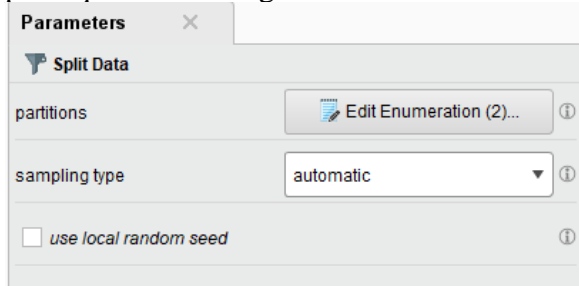 Parameters
Split Data
partitions
Edit Enumeration (2)...
sampling type
automatic
use local random seed